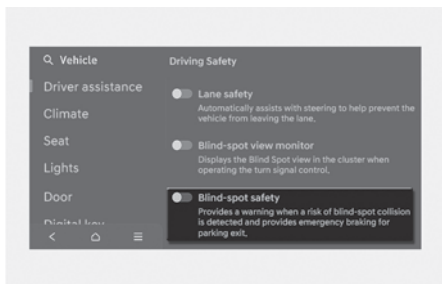 Vehicle
Driver assistance
Climate
Seat
Lights
Door
Digital key
Driving Safety
Lane safety
Automatically assists with steering to help prevent the
vehicle from leaving the lane.
Blind-spot view monitor
Displays the Blind Spot view in the cluster when
operating the turn signal control.
Blind-spot safety
Provides a warning when a risk of blind-spot collision
is detected and provides emergency braking for
parking exit.